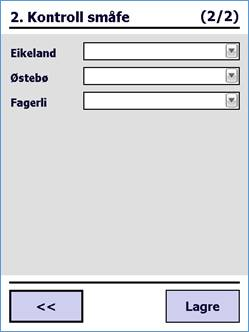 2. Kontroll småfe (2/2)
Eikeland
Østebø
Fagerli
<< Lagre